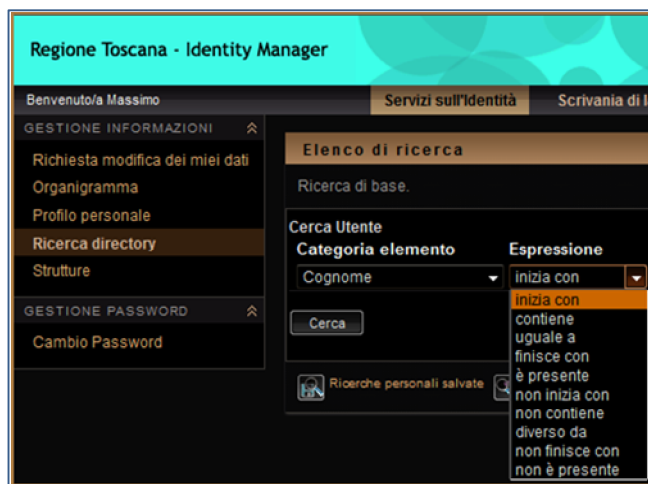 Regione Toscana - Identity Manager
Benvenuto/a Massimo
Servizi sull'Identità
Scrivania di
GESTIONE INFORMAZIONI
Richiesta modifica dei miei dati
Organigramma
Profilo personale
Ricerca directory
Strutture
GESTIONE PASSWORD
Cambio Password
Elenco di ricerca
Ricerca di base.
Cerca Utente
Categoria elemento
Espressione
Cognome
inizia con
inizia con
contiene
uguale a
finisce con
è presente
non inizia con
non contiene
diverso da
non finisce con
non è presente
Cerca
Ricerche personali salvate